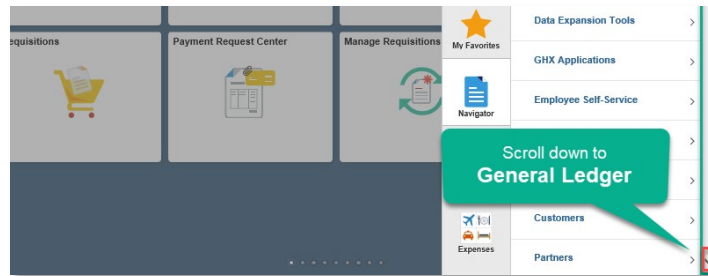 equisitions
Payment Request Center
Manage Requisitions
My Favorites
Navigator
Expenses
Data Expansion Tools
GHX Applications
Employee Self-Service
Scroll down to
General Ledger
Customers
Partners